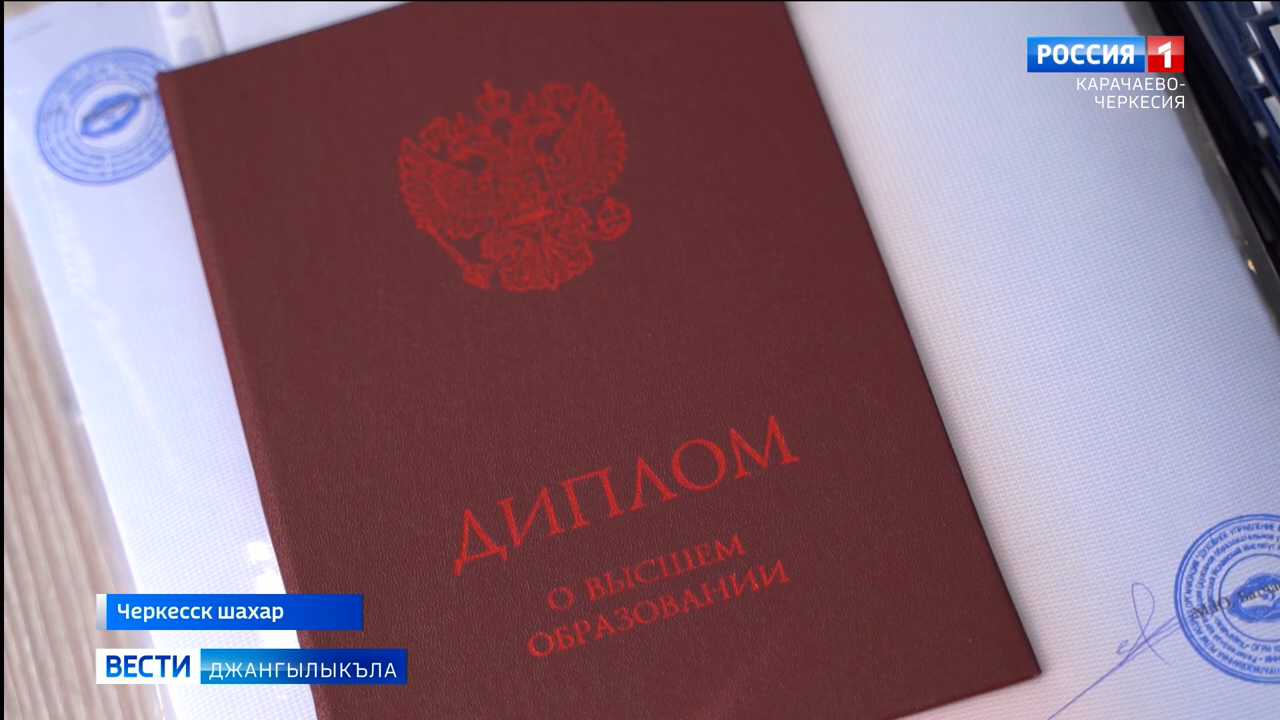 РОССИЯ 1
КАРАЧАЕВО-
ЧЕРКЕСИЯ
ДИПЛОМ
О ВЫСШЕМ
ОБРАЗОВАНИИ
Черкесск шахар
ВЕСТИ ДЖАНГЫЛЫКЪЛА